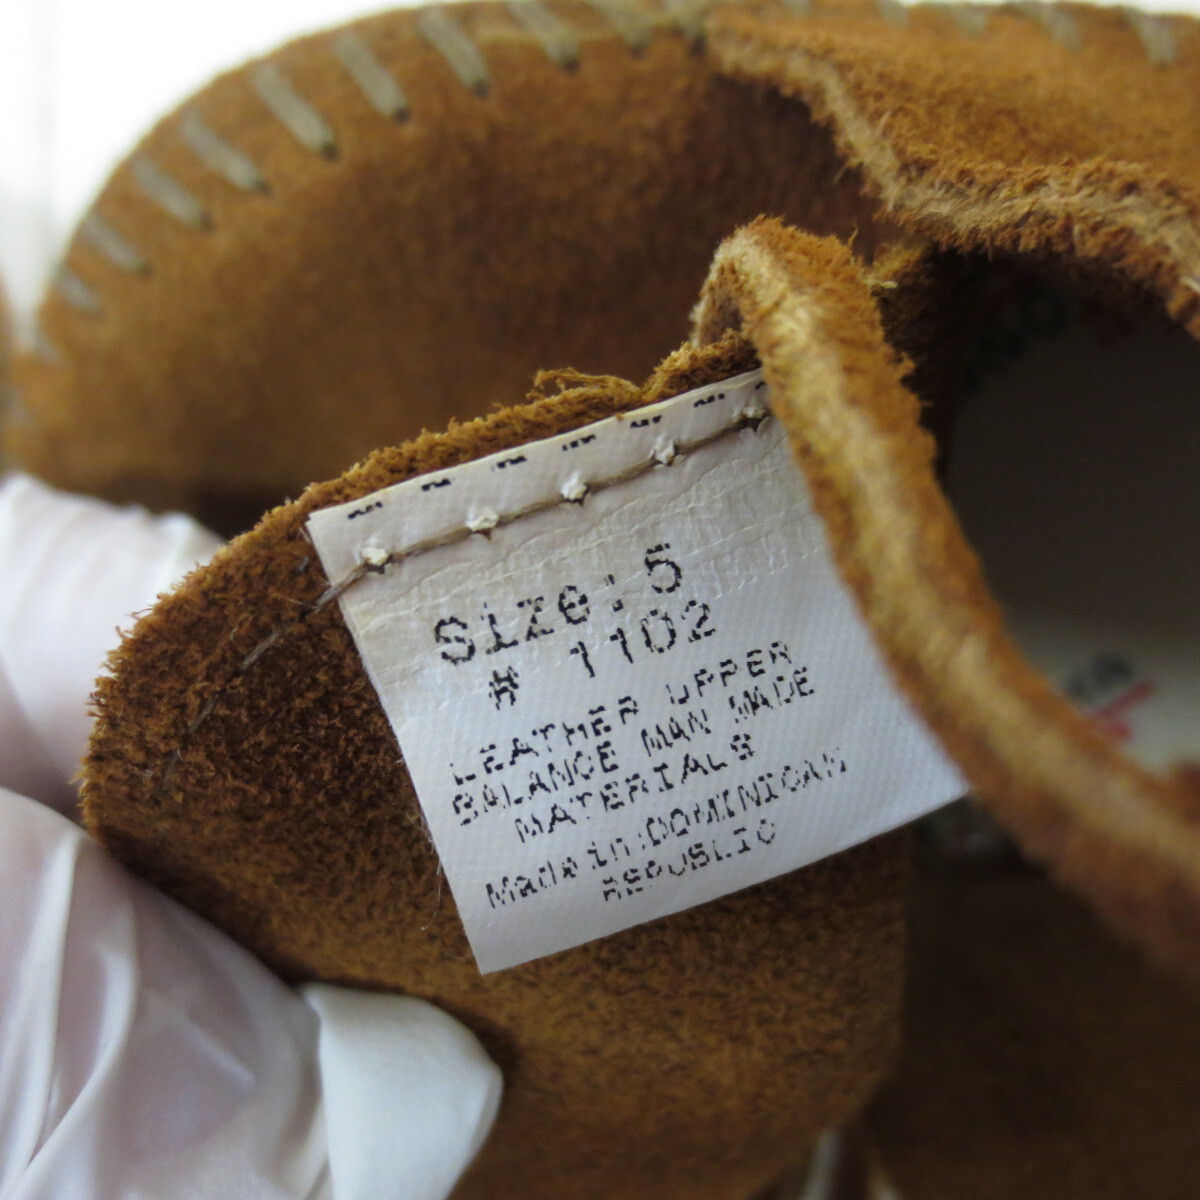 Size: 5
# 1102
LEATHER UPPER
BALANCE MAN MADE
MATERIALS
Made in:DOMINICAN
REPUBLIC